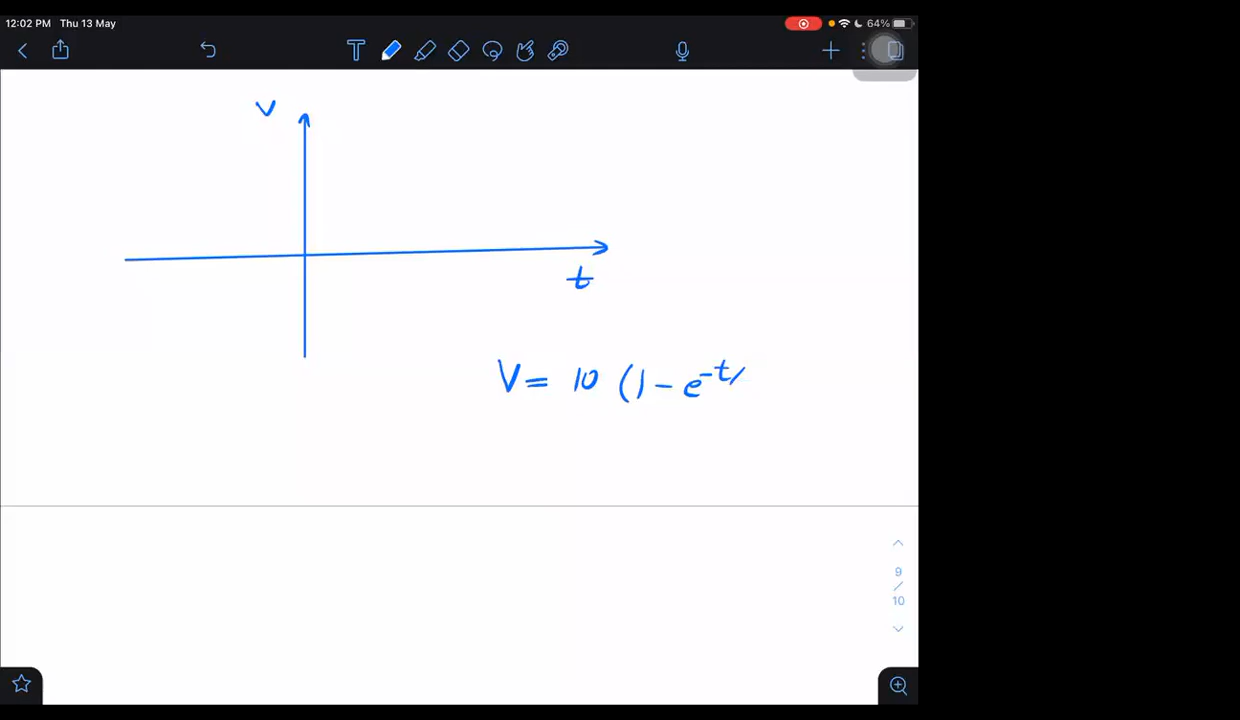 12:02 PM Thu 13 May
64%
T
V
t
V = 10 (1 - e^-t/
9
/
10